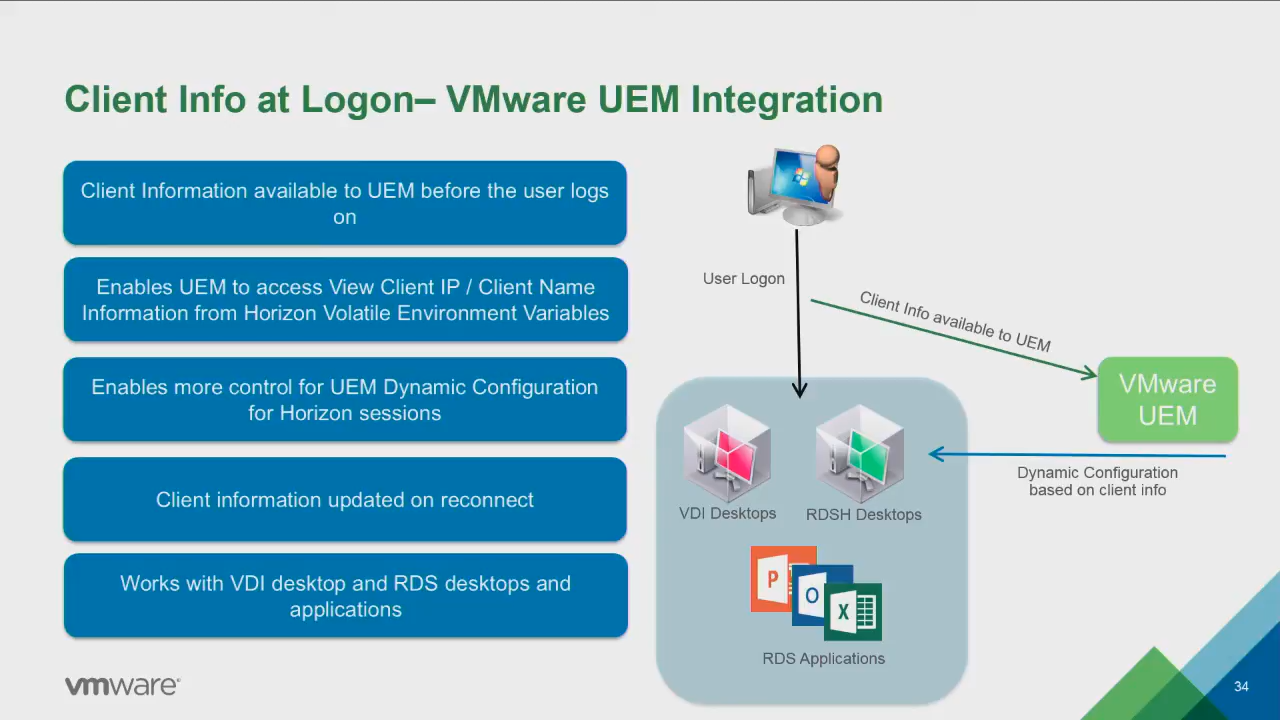 Client Info at Logon– VMware UEM Integration
Client Information available to UEM before the user logs
on
Enables UEM to access View Client IP / Client Name
Information from Horizon Volatile Environment Variables
Enables more control for UEM Dynamic Configuration
for Horizon sessions
Client information updated on reconnect
Works with VDI desktop and RDS desktops and
applications
User Logon
Client Info available to UEM
VMware
UEM
Dynamic Configuration
based on client info
VDI Desktops
RDSH Desktops
P
O
X
RDS Applications
vmware®
34